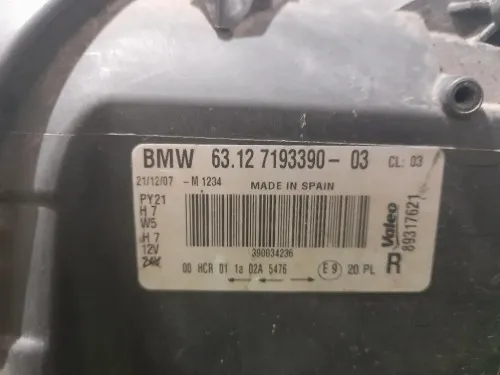 BMW 63.12 7193390-03 CL: 03
21/12/07 -M 1234
MADE IN SPAIN
PY21
H 7
W5
H 7
12V
24V
390034236
00 HCR 01 1a 02A 5476 E9 20 PL
Valeo
89317621
R